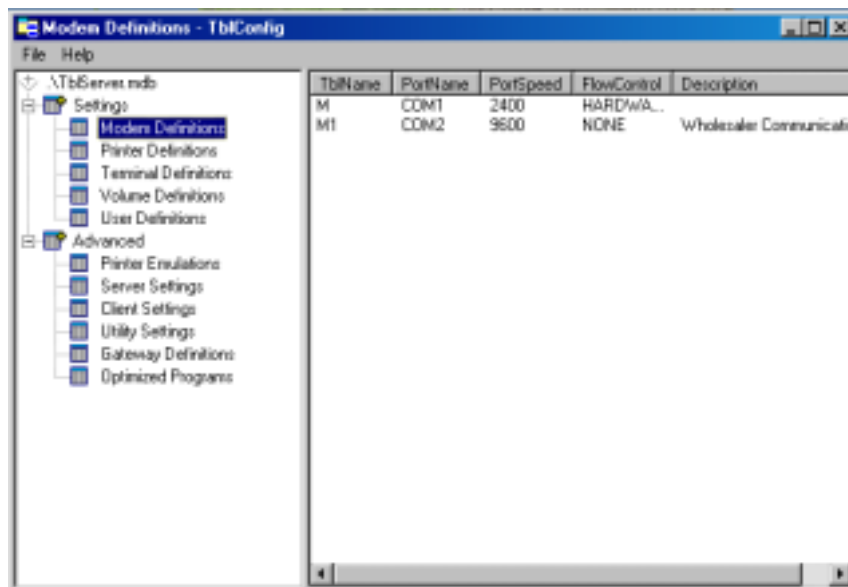 Modem Definitions - TblConfig
File Help
.\TblServer.mdb
Settings
Modem Definitions
Printer Definitions
Terminal Definitions
Volume Definitions
User Definitions
Advanced
Printer Emulations
Server Settings
Client Settings
Utility Settings
Gateway Definitions
Optimized Programs
TblName PortName PortSpeed FlowControl Description
M COM1 2400 HARDWA...
M1 COM2 9600 NONE Wholesaler Communicati